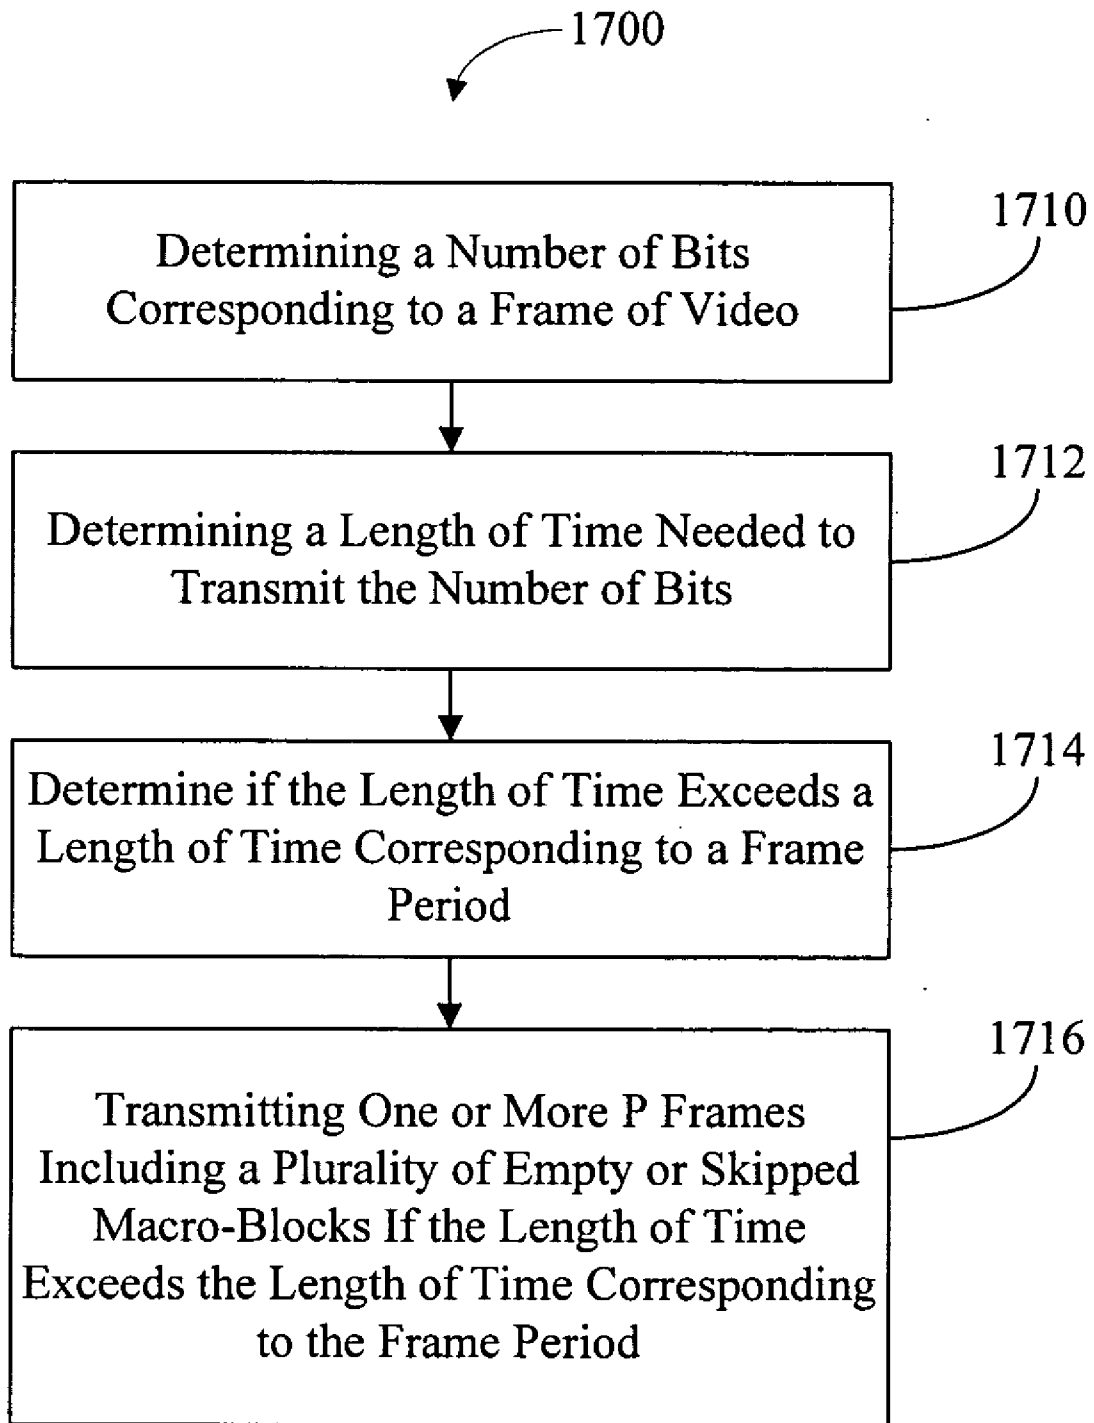 1700
Determining a Number of Bits
Corresponding to a Frame of Video
1710
Determining a Length of Time Needed to
Transmit the Number of Bits
1712
Determine if the Length of Time Exceeds a
Length of Time Corresponding to a Frame
Period
1714
Transmitting One or More P Frames
Including a Plurality of Empty or Skipped
Macro-Blocks If the Length of Time
Exceeds the Length of Time Corresponding
to the Frame Period
1716